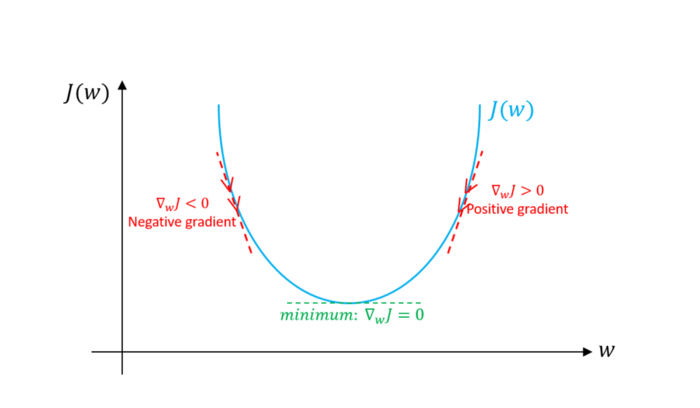 J(w)
J(w)
∇wJ < 0
Negative gradient
∇wJ > 0
Positive gradient
minimum: ∇wJ = 0
w